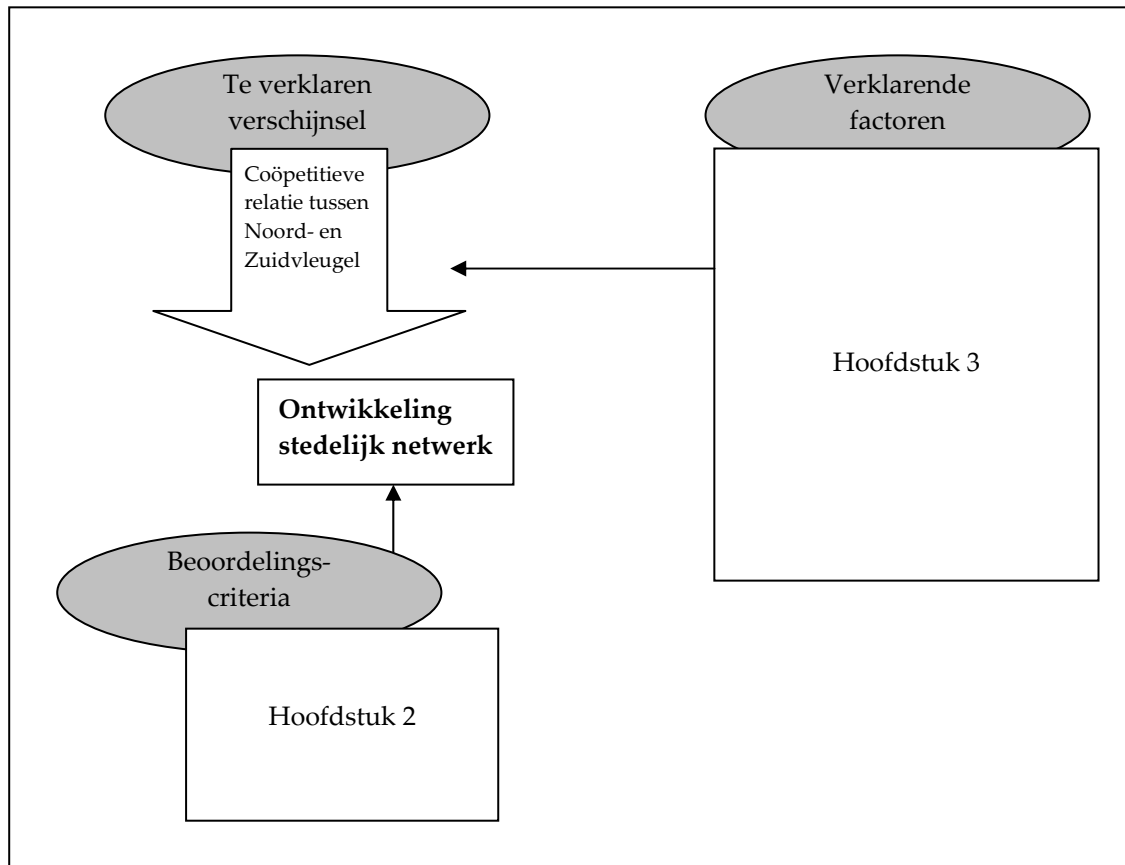 Te verklaren
verschijnsel
Coöpetitieve
relatie tussen
Noord- en
Zuidvleugel
Verklarende
factoren
Hoofdstuk 3
Ontwikkeling
stedelijk netwerk
Beoordelings-
criteria
Hoofdstuk 2